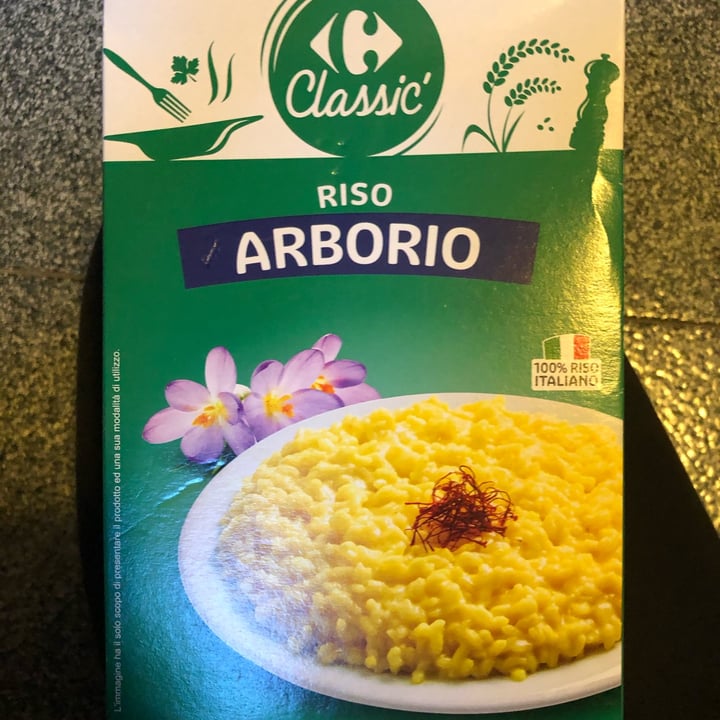 Classic'
RISO
ARBORIO
100% RISO
ITALIANO
L'immagine ha il solo scopo di presentare il prodotto ed una sua modalità di utilizzo.